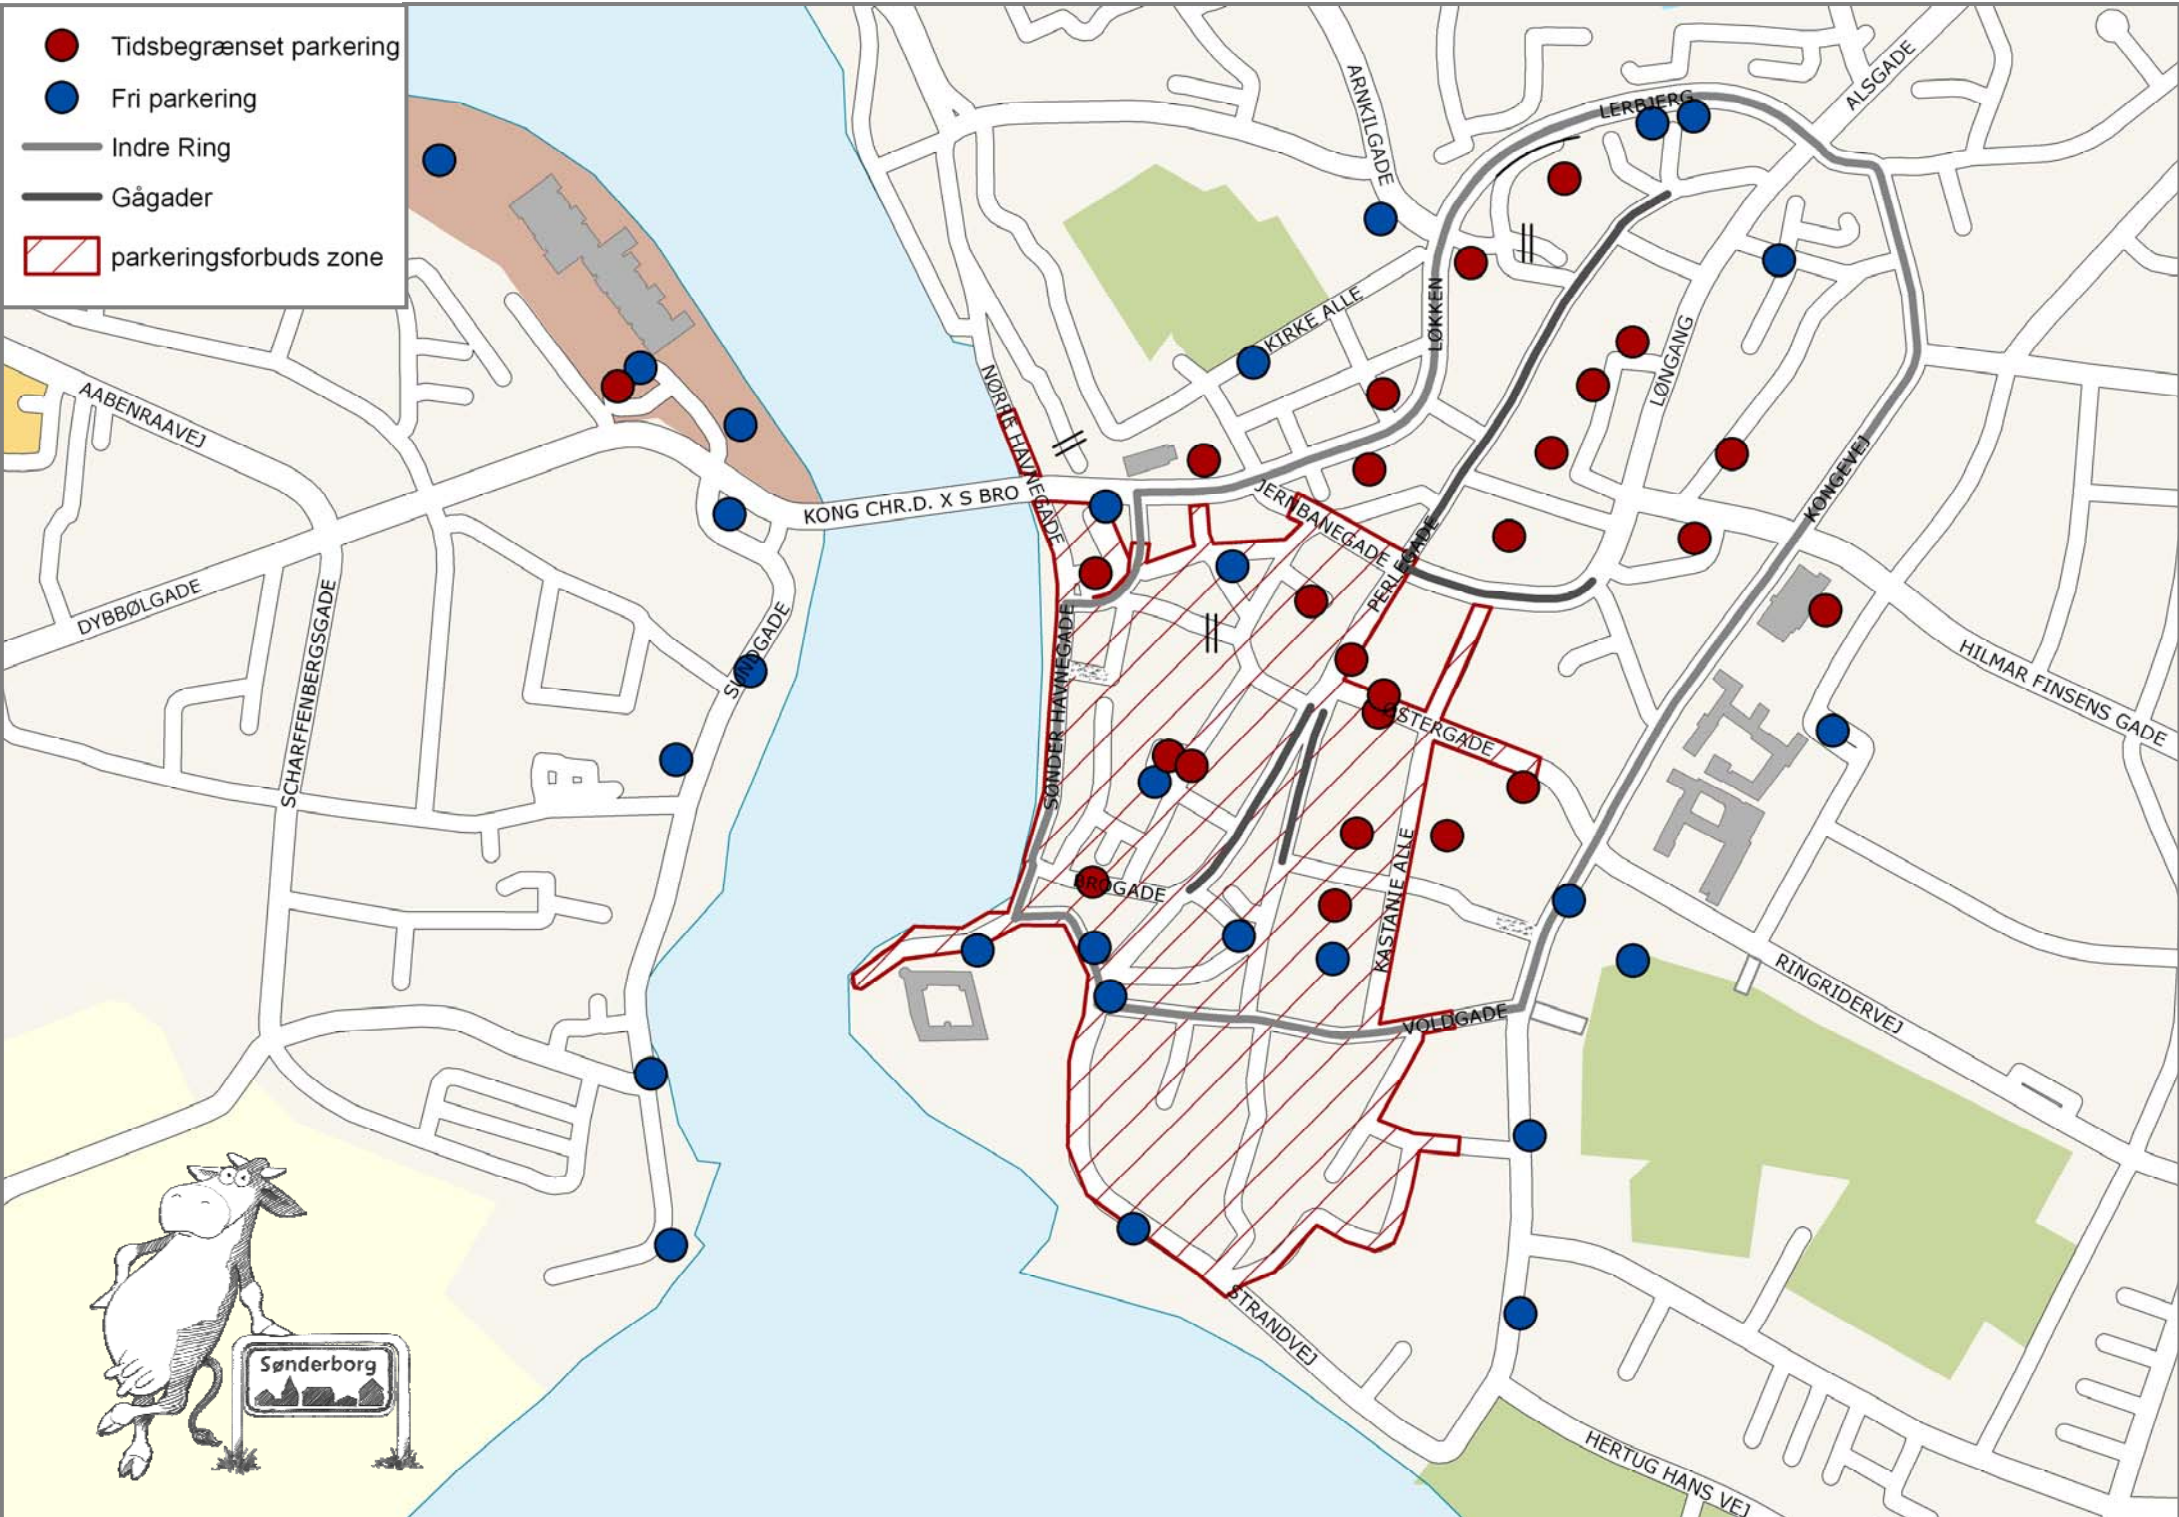 Tidsbegrænset parkering
Fri parkering
Indre Ring
Gågader
parkeringsforbuds zone
ARNKILGADE
LERBJERG
ALSGADE
KIRKE ALLE
LØKKEN
LØNGANG
NØRRE HAVNEGADE
AABENRAAVEJ
KONG CHR.D. X S BRO
JERNBANEGADE
PERLEGADE
KONGEVEJ
DYBBØLGADE
SCHARFFENBERGSGADE
SUNDGADE
SØNDER HAVNEGADE
HILMAR FINSENS GADE
ØSTERGADE
BROGADE
KASTANIE ALLE
VOLDGADE
RINGRIDERVEJ
STRANDVEJ
HERTUG HANS VEJ
Sønderborg